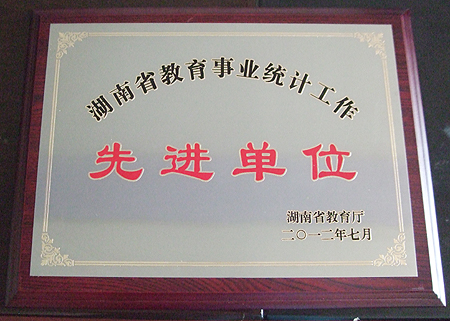 湖南省教育事业统计工作
先进单位
湖南省教育厅
二〇一二年七月